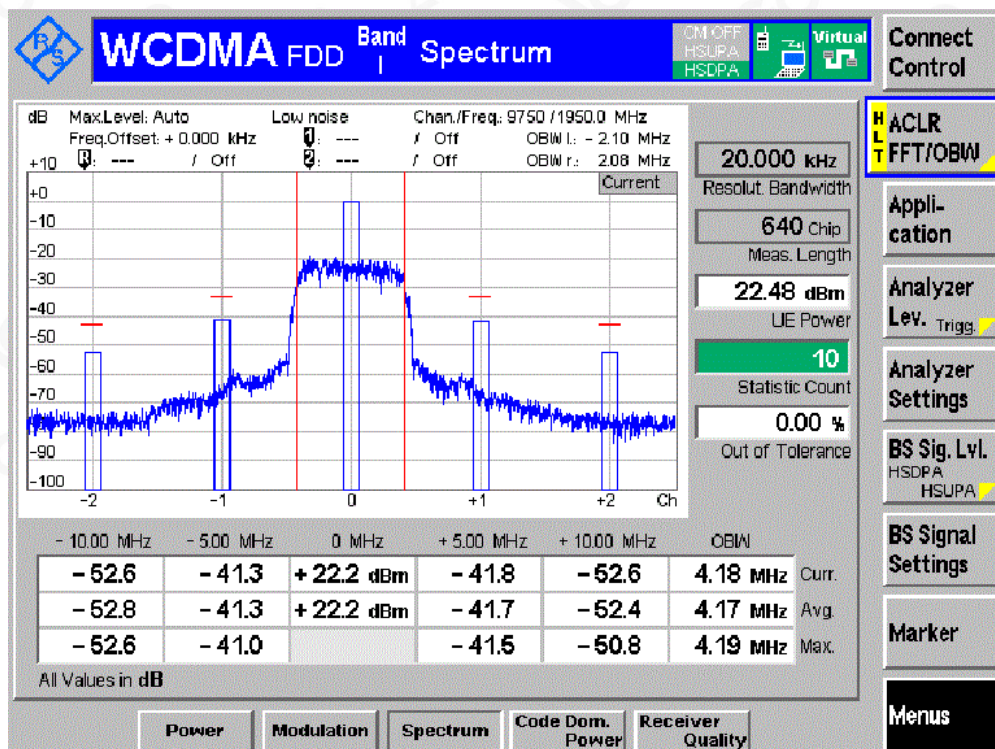 R S
WCDMA FDD Band I Spectrum
CM OFF
HSUPA
HSDPA
Virtual
Connect Control
dB Max.Level: Auto Low noise Chan./Freq.: 9750 / 1950.0 MHz
Freq.Offset: + 0.000 kHz 1: --- / Off OBW l.: - 2.10 MHz
R: --- / Off 2: --- / Off OBW r.: 2.08 MHz
Current
+10
+0
-10
-20
-30
-40
-50
-60
-70
-90
-100
-2 -1 0 +1 +2 Ch
20.000 kHz
Resolut. Bandwidth
640 Chip
Meas. Length
22.48 dBm
UE Power
10
Statistic Count
0.00 %
Out of Tolerance
- 10.00 MHz - 5.00 MHz 0 MHz + 5.00 MHz + 10.00 MHz OBW
- 52.6 - 41.3 + 22.2 dBm - 41.8 - 52.6 4.18 MHz Curr.
- 52.8 - 41.3 + 22.2 dBm - 41.7 - 52.4 4.17 MHz Avg.
- 52.6 - 41.0 - 41.5 - 50.8 4.19 MHz Max.
All Values in dB
HLT
ACLR
FFT/OBW
Appli-
cation
Analyzer
Lev. Trigg.
Analyzer
Settings
BS Sig. Lvl.
HSDPA
HSUPA
BS Signal
Settings
Marker
Menus
Power
Modulation
Spectrum
Code Dom.
Power
Receiver
Quality